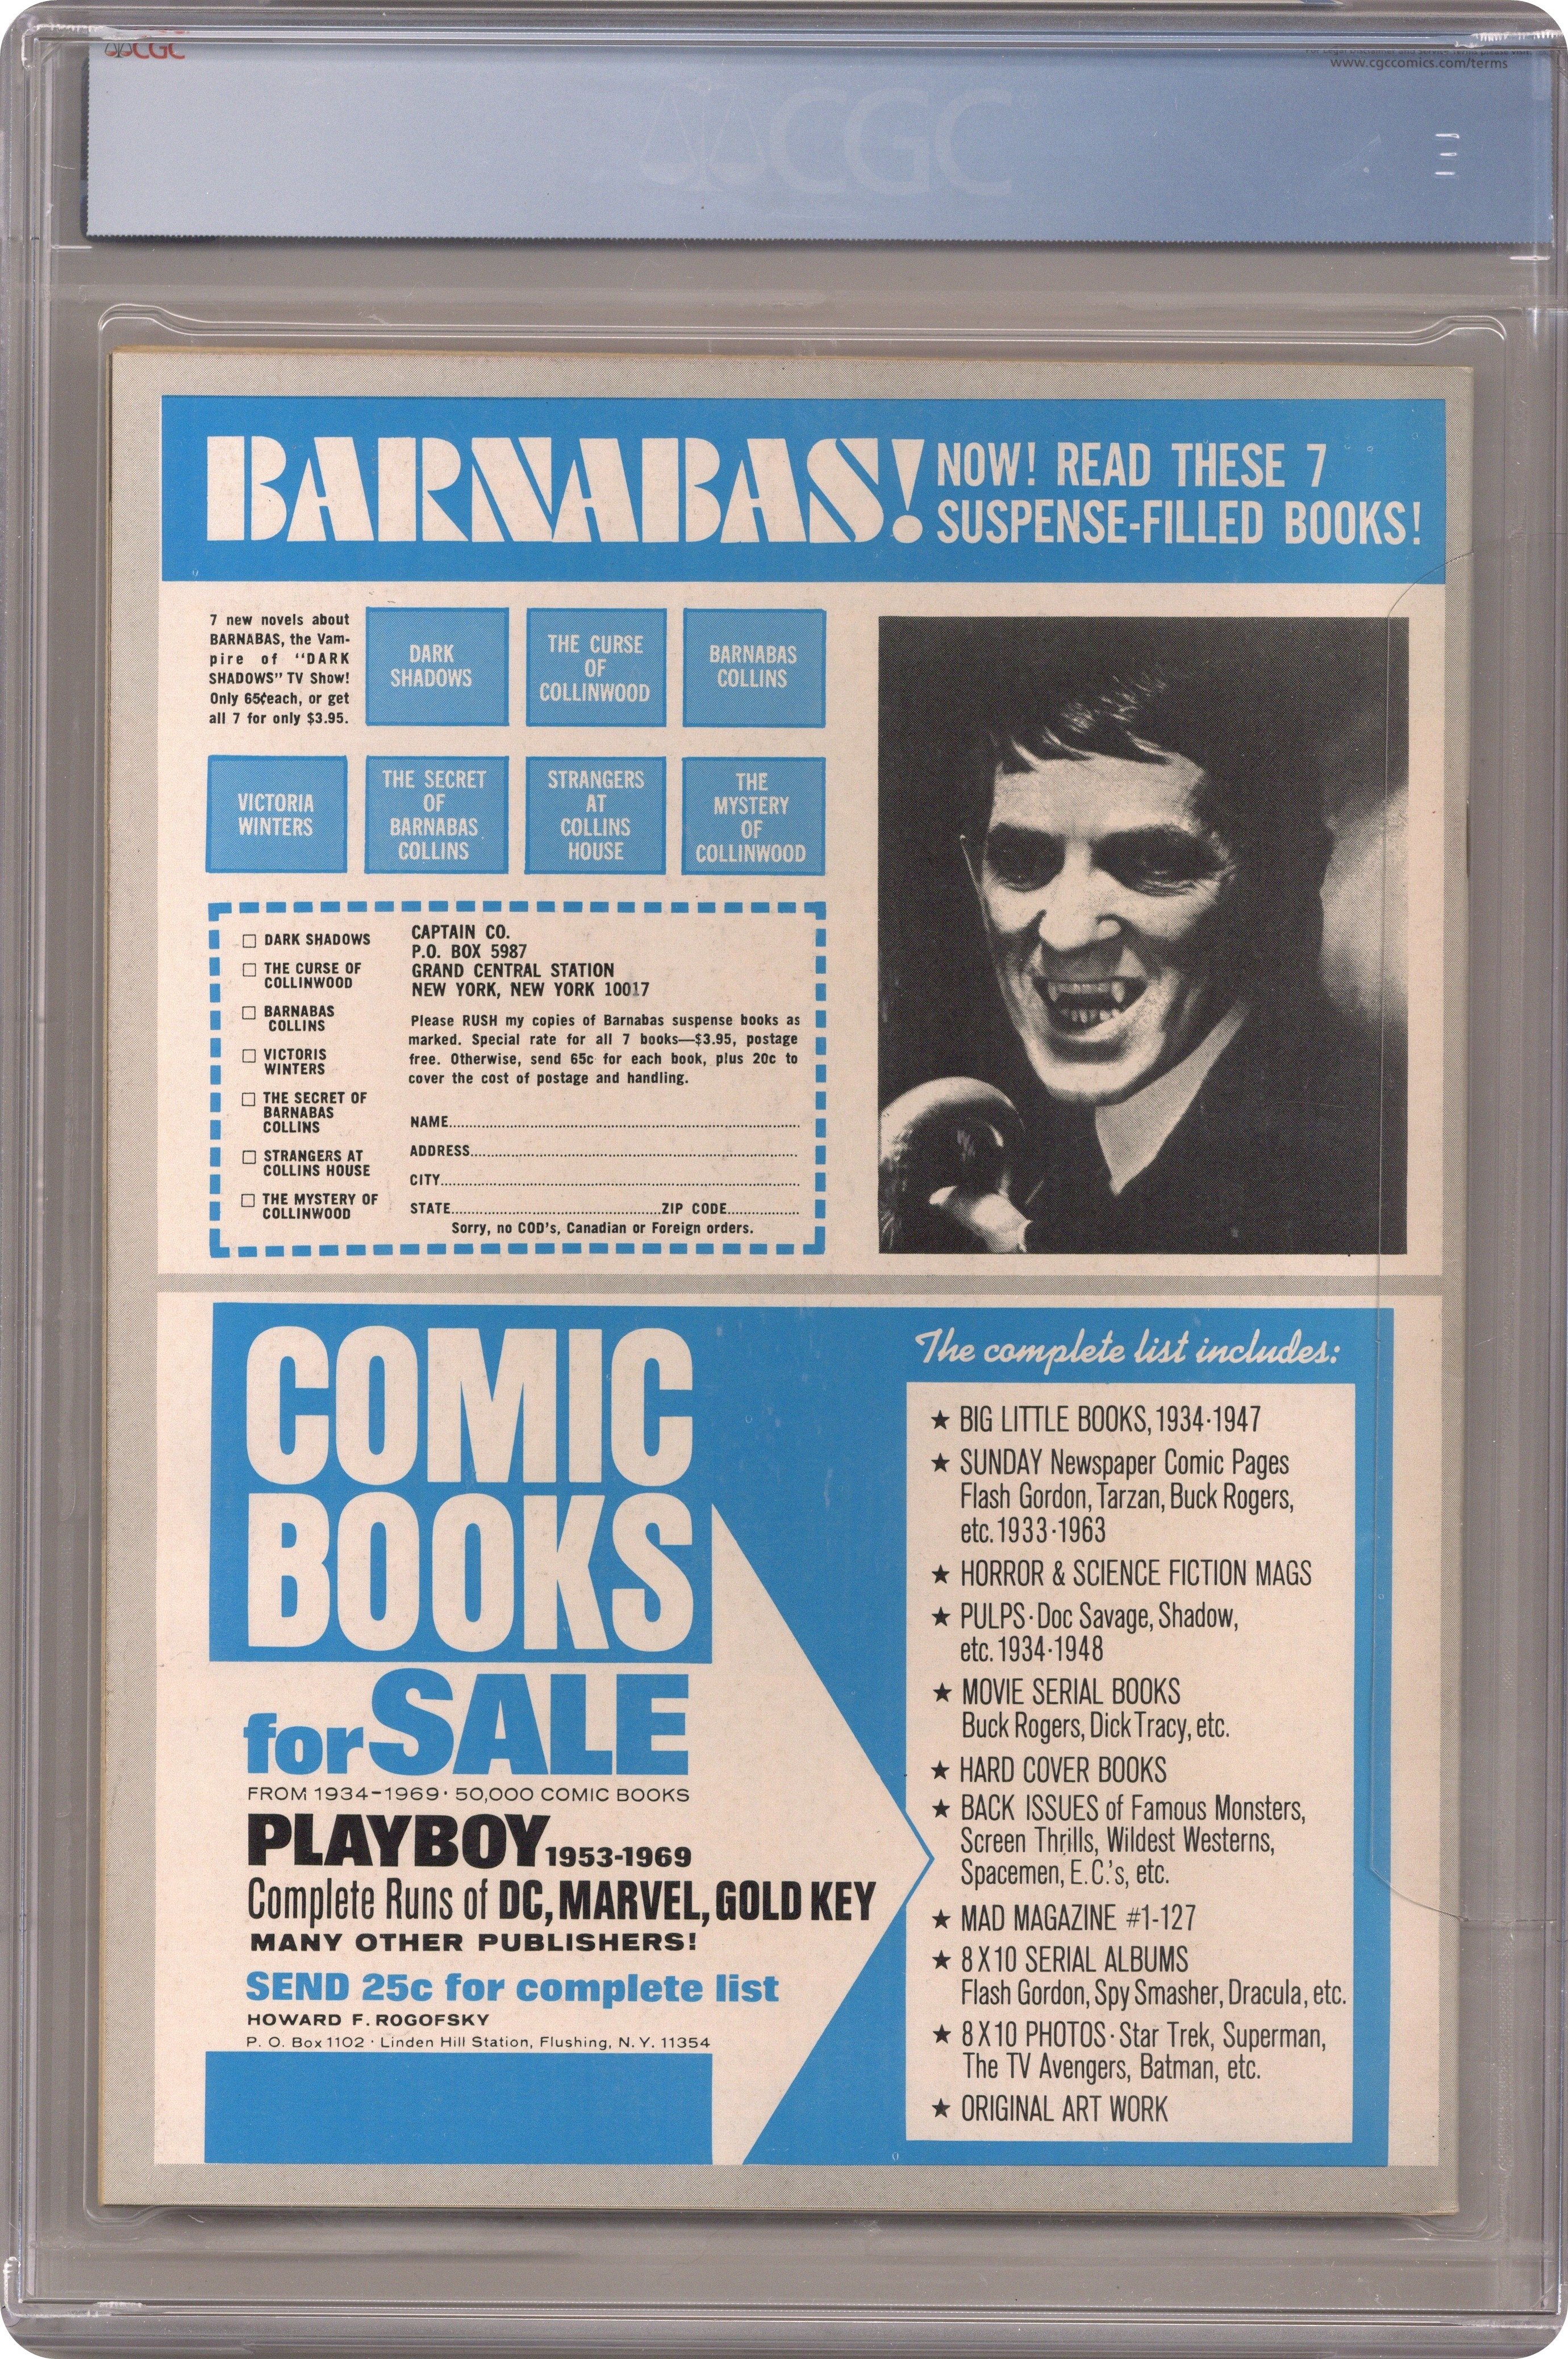 CGC
www.cgccomics.com/terms
CGC
BARNABAS!
NOW! READ THESE 7
SUSPENSE-FILLED BOOKS!
7 new novels about
BARNABAS, the Vam-
pire of "DARK
SHADOWS" TV Show!
Only 65¢each, or get
all 7 for only $3.95.
DARK
SHADOWS
THE CURSE
OF
COLLINWOOD
BARNABAS
COLLINS
VICTORIA
WINTERS
THE SECRET
OF
BARNABAS
COLLINS
STRANGERS
AT
COLLINS
HOUSE
THE
MYSTERY
OF
COLLINWOOD
DARK SHADOWS
THE CURSE OF
COLLINWOOD
BARNABAS
COLLINS
VICTORIS
WINTERS
THE SECRET OF
BARNABAS
COLLINS
STRANGERS AT
COLLINS HOUSE
THE MYSTERY OF
COLLINWOOD
CAPTAIN CO.
P.O. BOX 5987
GRAND CENTRAL STATION
NEW YORK, NEW YORK 10017
Please RUSH my copies of Barnabas suspense books as
marked. Special rate for all 7 books—$3.95, postage
free. Otherwise, send 65c for each book, plus 20c to
cover the cost of postage and handling.
NAME
ADDRESS
CITY
STATE ZIP CODE
Sorry, no COD's, Canadian or Foreign orders.
COMIC
BOOKS
for SALE
FROM 1934-1969 · 50,000 COMIC BOOKS
PLAYBOY 1953-1969
Complete Runs of DC, MARVEL, GOLD KEY
MANY OTHER PUBLISHERS!
SEND 25c for complete list
HOWARD F. ROGOFSKY
P. O. Box 1102 · Linden Hill Station, Flushing, N. Y. 11354
The complete list includes:
★ BIG LITTLE BOOKS, 1934·1947
★ SUNDAY Newspaper Comic Pages
Flash Gordon, Tarzan, Buck Rogers,
etc. 1933·1963
★ HORROR & SCIENCE FICTION MAGS
★ PULPS · Doc Savage, Shadow,
etc. 1934·1948
★ MOVIE SERIAL BOOKS
Buck Rogers, Dick Tracy, etc.
★ HARD COVER BOOKS
★ BACK ISSUES of Famous Monsters,
Screen Thrills, Wildest Westerns,
Spacemen, E.C.'s, etc.
★ MAD MAGAZINE #1-127
★ 8X10 SERIAL ALBUMS
Flash Gordon, Spy Smasher, Dracula, etc.
★ 8X10 PHOTOS · Star Trek, Superman,
The TV Avengers, Batman, etc.
★ ORIGINAL ART WORK